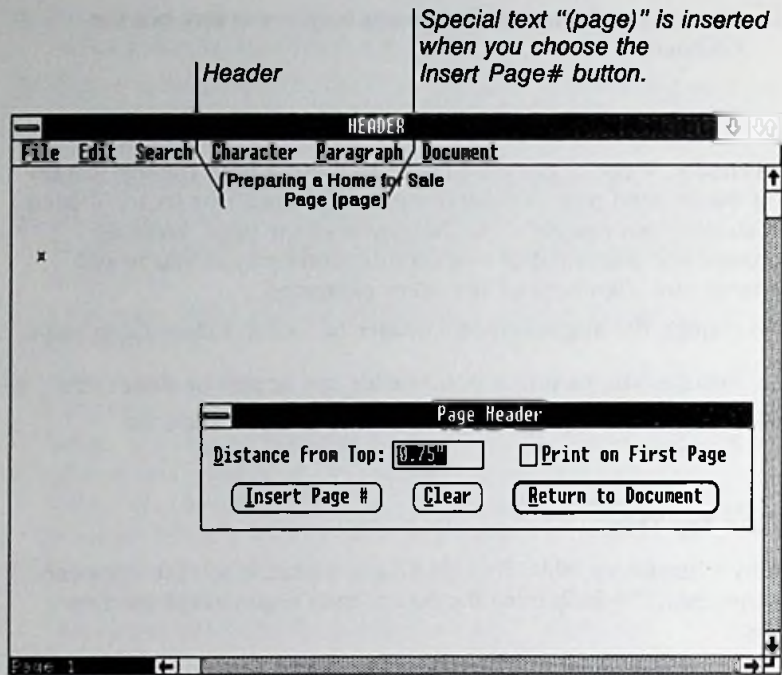 Special text "(page)" is inserted
when you choose the
Insert Page# button.
Header
HEADER
File Edit Search Character Paragraph Document
Preparing a Home for Sale
Page (page)
Page Header
Distance From Top: 0.75" Print on First Page
Insert Page # Clear Return to Document
Page 1